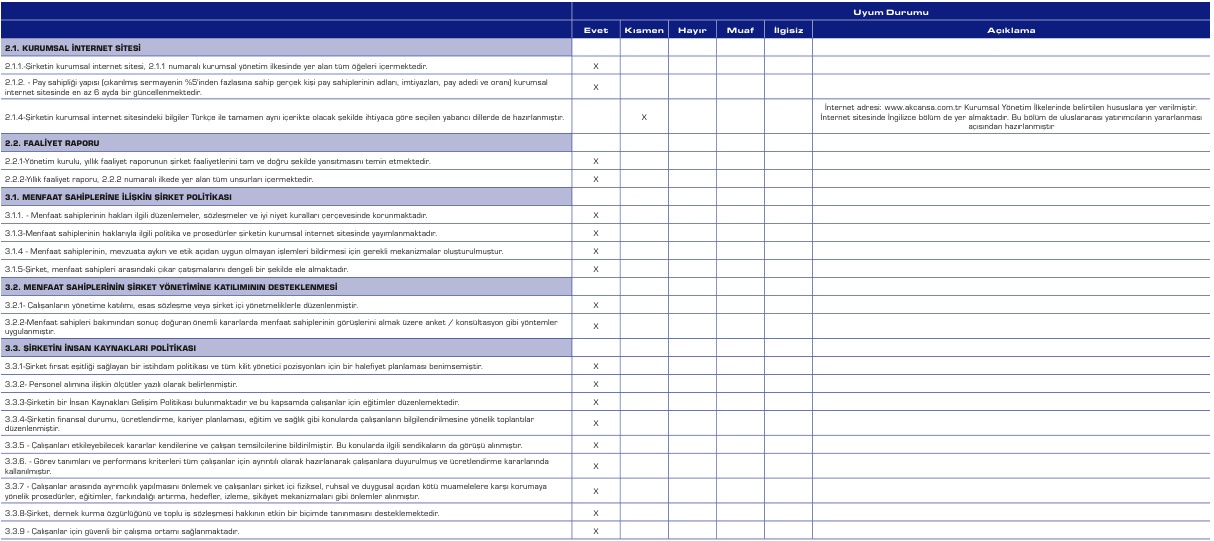 Uyum Durumu
Evet Kısmen Hayır Muaf İlgisiz Açıklama
2.1. KURUMSAL İNTERNET SİTESİ
2.1.1.-Şirketin kurumsal internet sitesi, 2.1.1 numaralı kurumsal yönetim ilkesinde yer alan tüm öğeleri içermektedir. X
2.1.2. - Pay sahipliği yapısı (çıkarılmış sermayenin %5'inden fazlasına sahip gerçek kişi pay sahiplerinin adları, imtiyazları, pay adedi ve oranı) kurumsal
internet sitesinde en az 6 ayda bir güncellenmektedir. X
2.1.4-Şirketin kurumsal internet sitesindeki bilgiler Türkçe ile tamamen aynı içerikte olacak şekilde ihtiyaca göre seçilen yabancı dillerde de hazırlanmıştır. X
İnternet adresi: www.akcansa.com.tr Kurumsal Yönetim İlkelerinde belirtilen hususlara yer verilmiştir.
İnternet sitesinde İngilizce bölüm de yer almaktadır. Bu bölüm de uluslararası yatırımcıların yararlanması
açısından hazırlanmıştır
2.2. FAALİYET RAPORU
2.2.1-Yönetim kurulu, yıllık faaliyet raporunun şirket faaliyetlerini tam ve doğru şekilde yansıtmasını temin etmektedir. X
2.2.2-Yıllık faaliyet raporu, 2.2.2 numaralı ilkede yer alan tüm unsurları içermektedir. X
3.1. MENFAAT SAHİPLERİNE İLİŞKİN ŞİRKET POLİTİKASI
3.1.1. - Menfaat sahiplerinin hakları ilgili düzenlemeler, sözleşmeler ve iyi niyet kuralları çerçevesinde korunmaktadır. X
3.1.3-Menfaat sahiplerinin haklarıyla ilgili politika ve prosedürler şirketin kurumsal internet sitesinde yayımlanmaktadır. X
3.1.4 - Menfaat sahiplerinin, mevzuata aykırı ve etik açıdan uygun olmayan işlemleri bildirmesi için gerekli mekanizmalar oluşturulmuştur. X
3.1.5-Şirket, menfaat sahipleri arasındaki çıkar çatışmalarını dengeli bir şekilde ele almaktadır. X
3.2. MENFAAT SAHİPLERİNİN ŞİRKET YÖNETİMİNE KATILIMININ DESTEKLENMESİ
3.2.1- Çalışanların yönetime katılımı, esas sözleşme veya şirket içi yönetmeliklerle düzenlenmiştir. X
3.2.2-Menfaat sahipleri bakımından sonuç doğuran önemli kararlarda menfaat sahiplerinin görüşlerini almak üzere anket / konsültasyon gibi yöntemler
uygulanmıştır. X
3.3. ŞİRKETİN İNSAN KAYNAKLARI POLİTİKASI
3.3.1-Şirket fırsat eşitliği sağlayan bir istihdam politikası ve tüm kilit yönetici pozisyonları için bir halefiyet planlaması benimsemiştir. X
3.3.2- Personel alımına ilişkin ölçütler yazılı olarak belirlenmiştir. X
3.3.3-Şirketin bir İnsan Kaynakları Gelişim Politikası bulunmaktadır ve bu kapsamda çalışanlar için eğitimler düzenlemektedir. X
3.3.4-Şirketin finansal durumu, ücretlendirme, kariyer planlaması, eğitim ve sağlık gibi konularda çalışanların bilgilendirilmesine yönelik toplantılar
düzenlenmiştir. X
3.3.5 - Çalışanları etkileyebilecek kararlar kendilerine ve çalışan temsilcilerine bildirilmiştir. Bu konularda ilgili sendikaların da görüşü alınmıştır. X
3.3.6. - Görev tanımları ve performans kriterleri tüm çalışanlar için ayrıntılı olarak hazırlanarak çalışanlara duyurulmuş ve ücretlendirme kararlarında
kullanılmıştır. X
3.3.7 - Çalışanlar arasında ayrımcılık yapılmasını önlemek ve çalışanları şirket içi fiziksel, ruhsal ve duygusal açıdan kötü muamelelere karşı korumaya
yönelik prosedürler, eğitimler, farkındalığı artırma, hedefler, izleme, şikâyet mekanizmaları gibi önlemler alınmıştır. X
3.3.8-Şirket, dernek kurma özgürlüğünü ve toplu iş sözleşmesi hakkının etkin bir biçimde tanınmasını desteklemektedir. X
3.3.9 - Çalışanlar için güvenli bir çalışma ortamı sağlanmaktadır. X